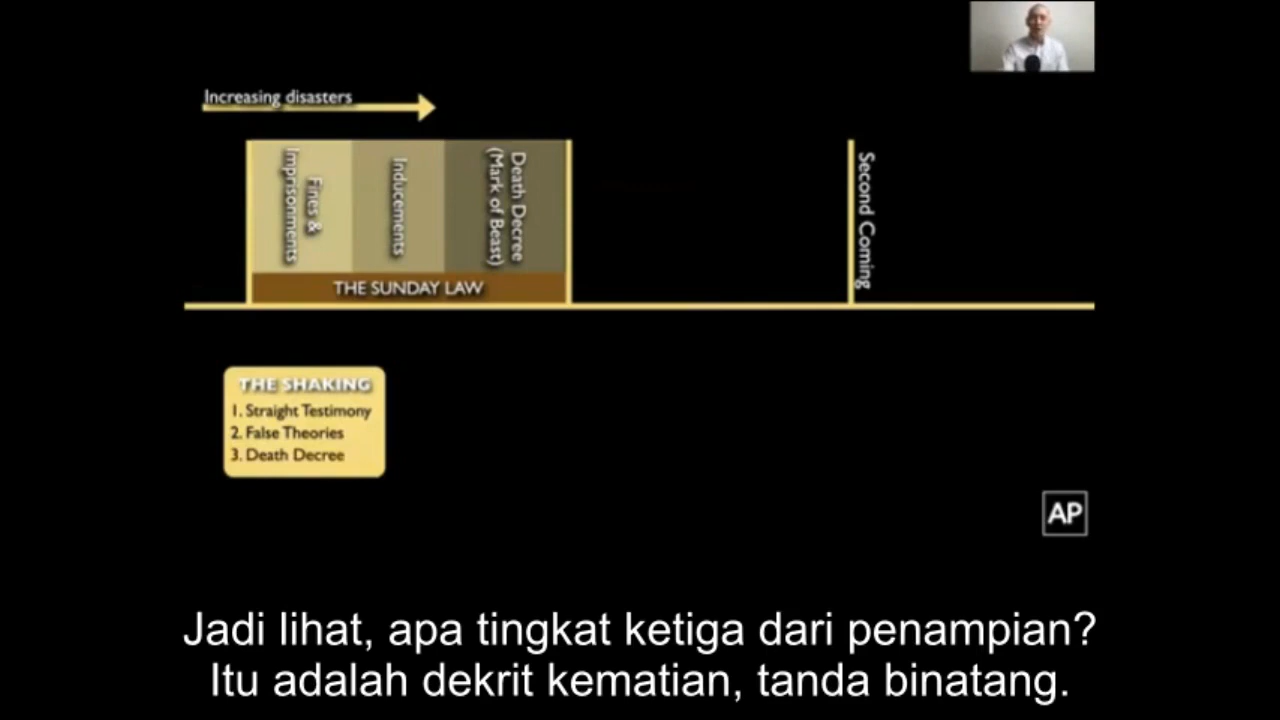 Increasing disasters
Fines &
Imprisonments
Inducements
Death Decree
(Mark of Beast)
Second Coming
THE SUNDAY LAW
THE SHAKING
1. Straight Testimony
2. False Theories
3. Death Decree
AP
Jadi lihat, apa tingkat ketiga dari penampian?
Itu adalah dekrit kematian, tanda binatang.